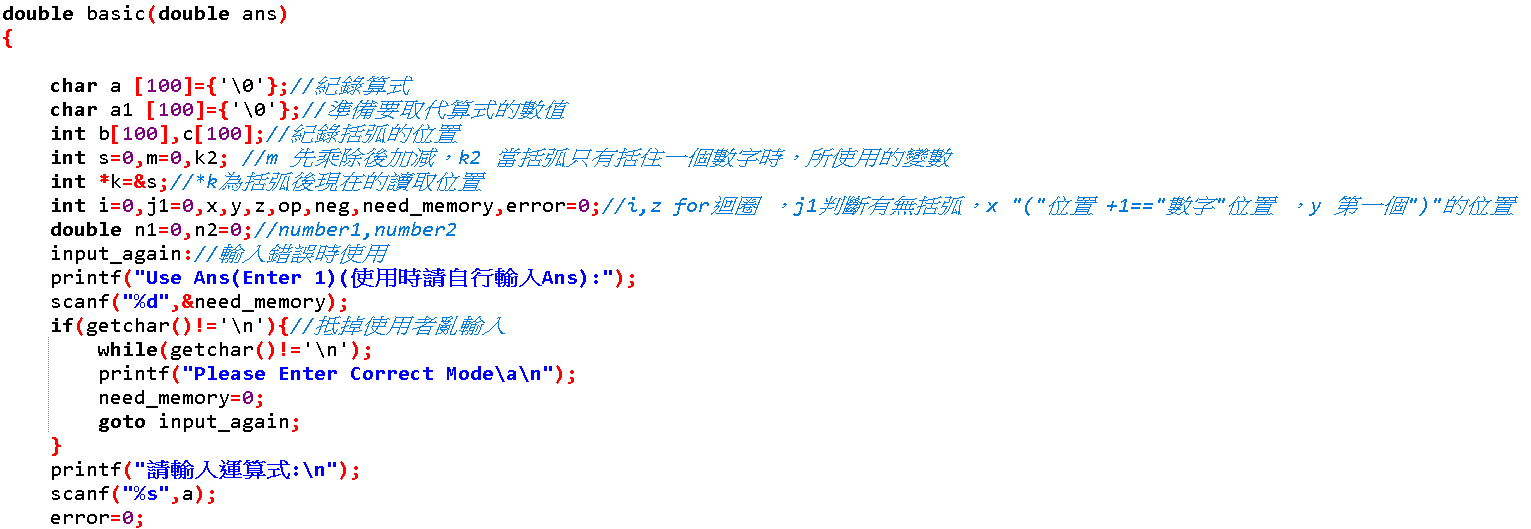 double basic(double ans)
{
char a [100]={'\0'};//紀錄算式
char a1 [100]={'\0'};//準備要取代算式的數值
int b[100],c[100];//紀錄括弧的位置
int s=0,m=0,k2; //m 先乘除後加減，k2 當括弧只有括住一個數字時，所使用的變數
int *k=&s;//*k為括弧後現在的讀取位置
int i=0,j1=0,x,y,z,op,neg,need_memory,error=0;//i,z for迴圈 ，j1判斷有無括弧，x "("位置 +1=="數字"位置 ，y 第一個")"的位置
double n1=0,n2=0;//number1,number2
input_again://輸入錯誤時使用
printf("Use Ans(Enter 1)(使用時請自行輸入Ans):");
scanf("%d",&need_memory);
if(getchar()!='\n'){//抵掉使用者亂輸入
while(getchar()!='\n');
printf("Please Enter Correct Mode\a\n");
need_memory=0;
goto input_again;
}
printf("請輸入運算式:\n");
scanf("%s",a);
error=0;